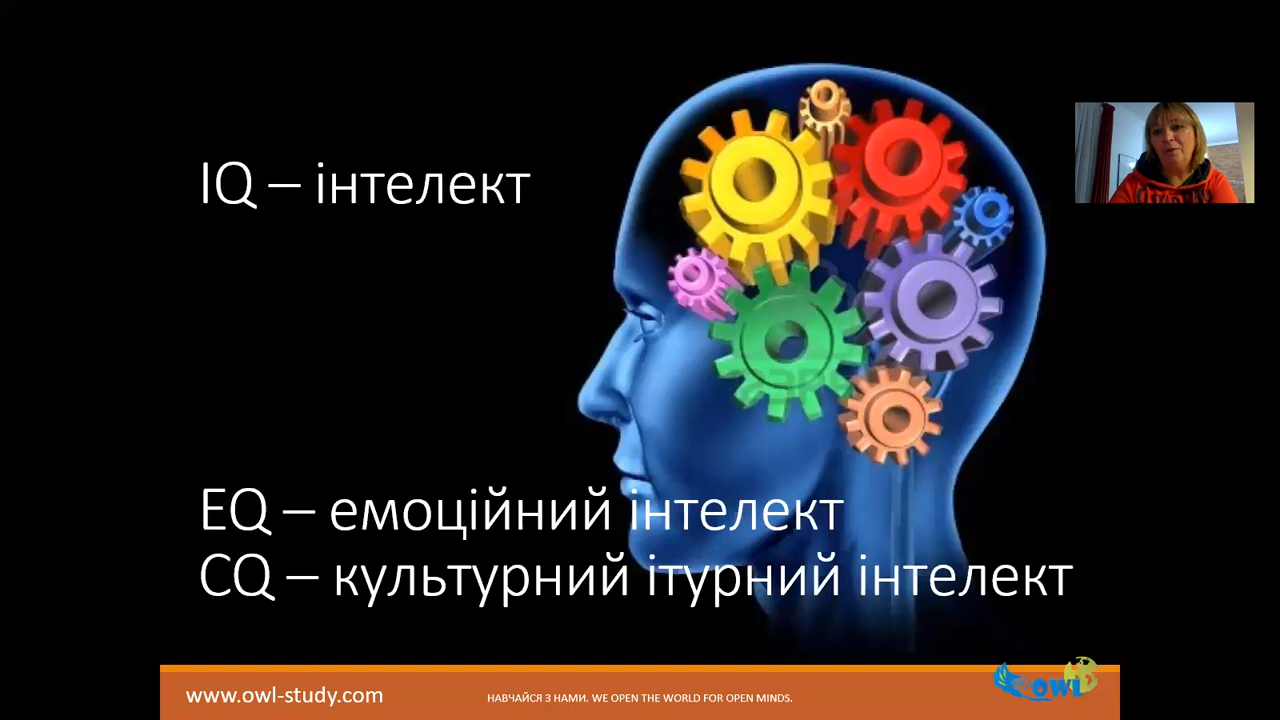 IQ – інтелект
EQ – емоційний інтелект
CQ – культурний ітурний інтелект
www.owl-study.com
НАВЧАЙСЯ З НАМИ. WE OPEN THE WORLD FOR OPEN MINDS.
OWL